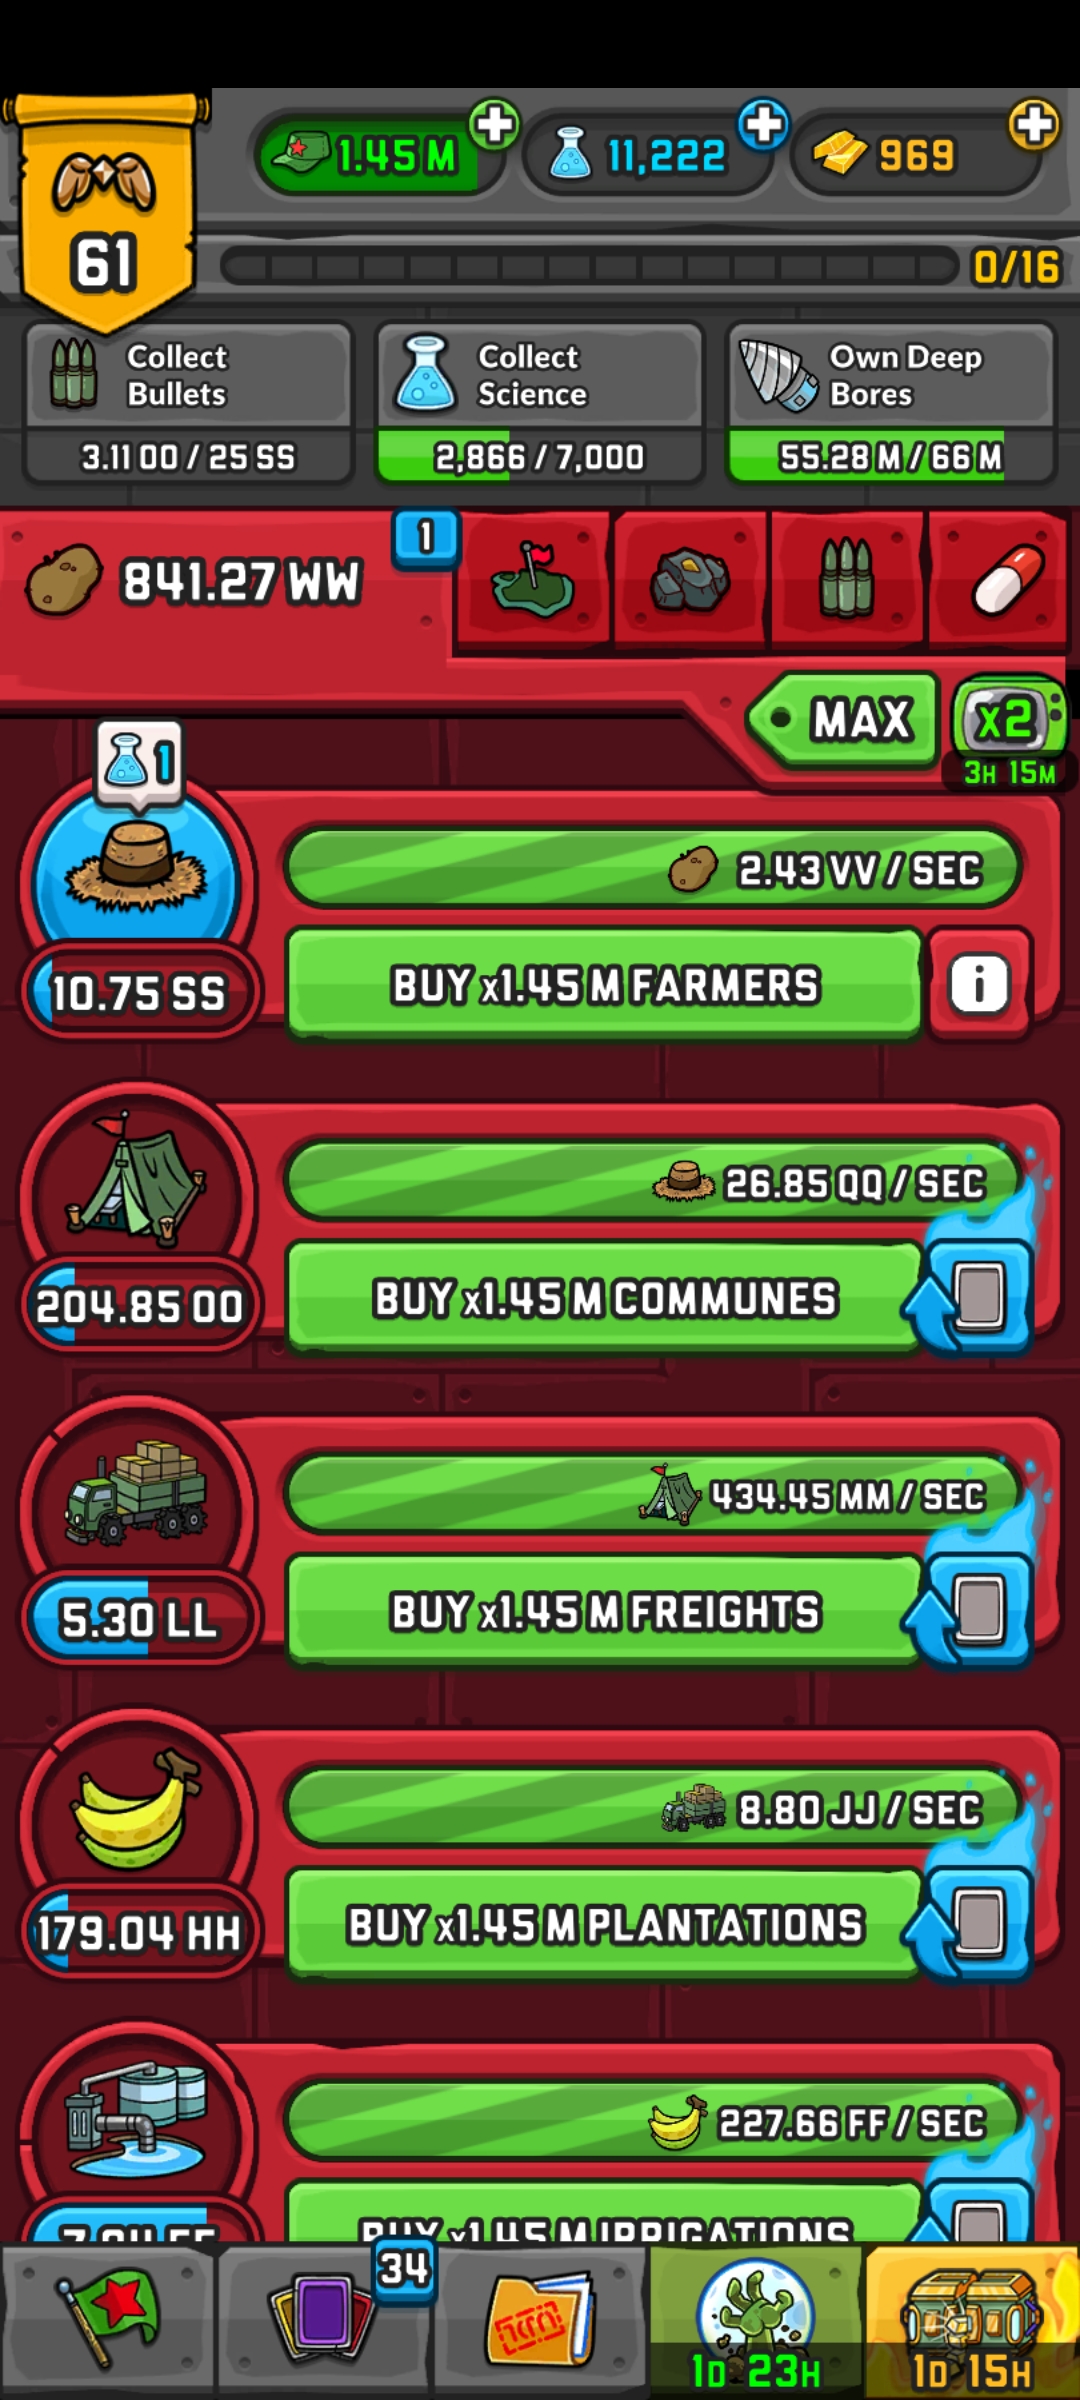 61
1.45 M
11,222
969
0/16
Collect
Bullets
3.11 OO / 25 SS
Collect
Science
2,866 / 7,000
Own Deep
Bores
55.28 M / 66 M
841.27 WW
1
MAX
x2
3H 15M
1
2.43 VV / SEC
10.75 SS
BUY x1.45 M FARMERS
i
26.85 QQ / SEC
204.85 OO
BUY x1.45 M COMMUNES
434.45 MM / SEC
5.30 LL
BUY x1.45 M FREIGHTS
8.80 JJ / SEC
179.04 HH
BUY x1.45 M PLANTATIONS
227.66 FF / SEC
BUY x1.45 M IRRIGATIONS
34
1D 23H
1D 15H